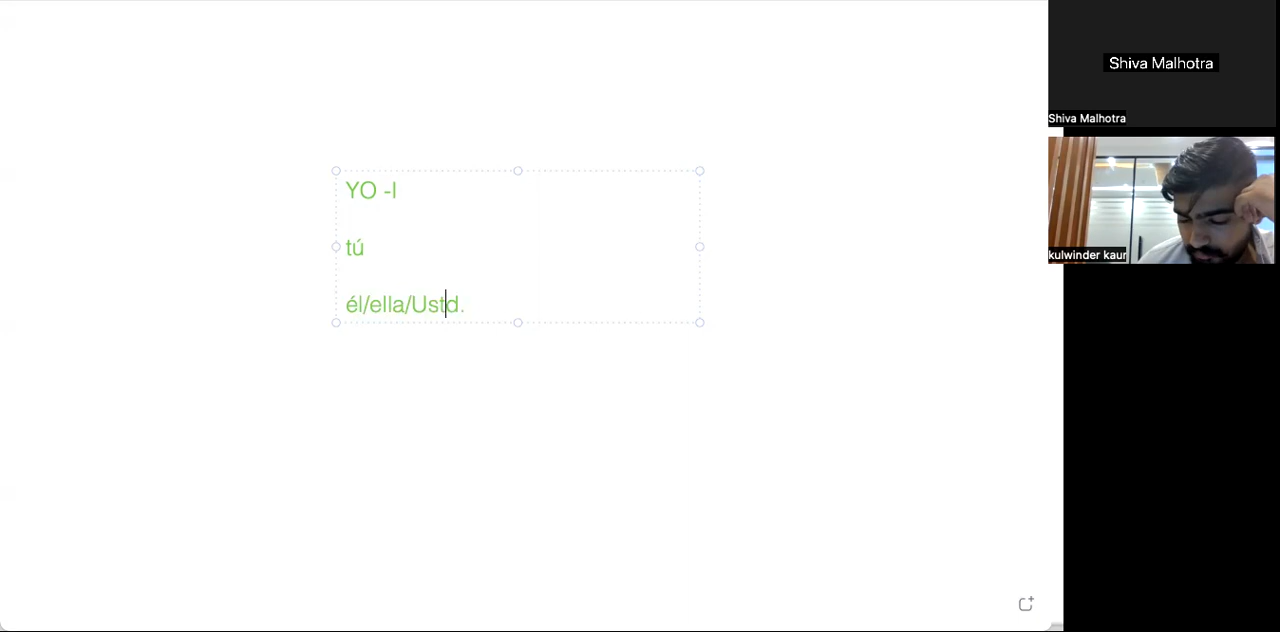 Shiva Malhotra
Shiva Malhotra
YO -I
tú
él/ella/Ustd.
kulwinder kaur